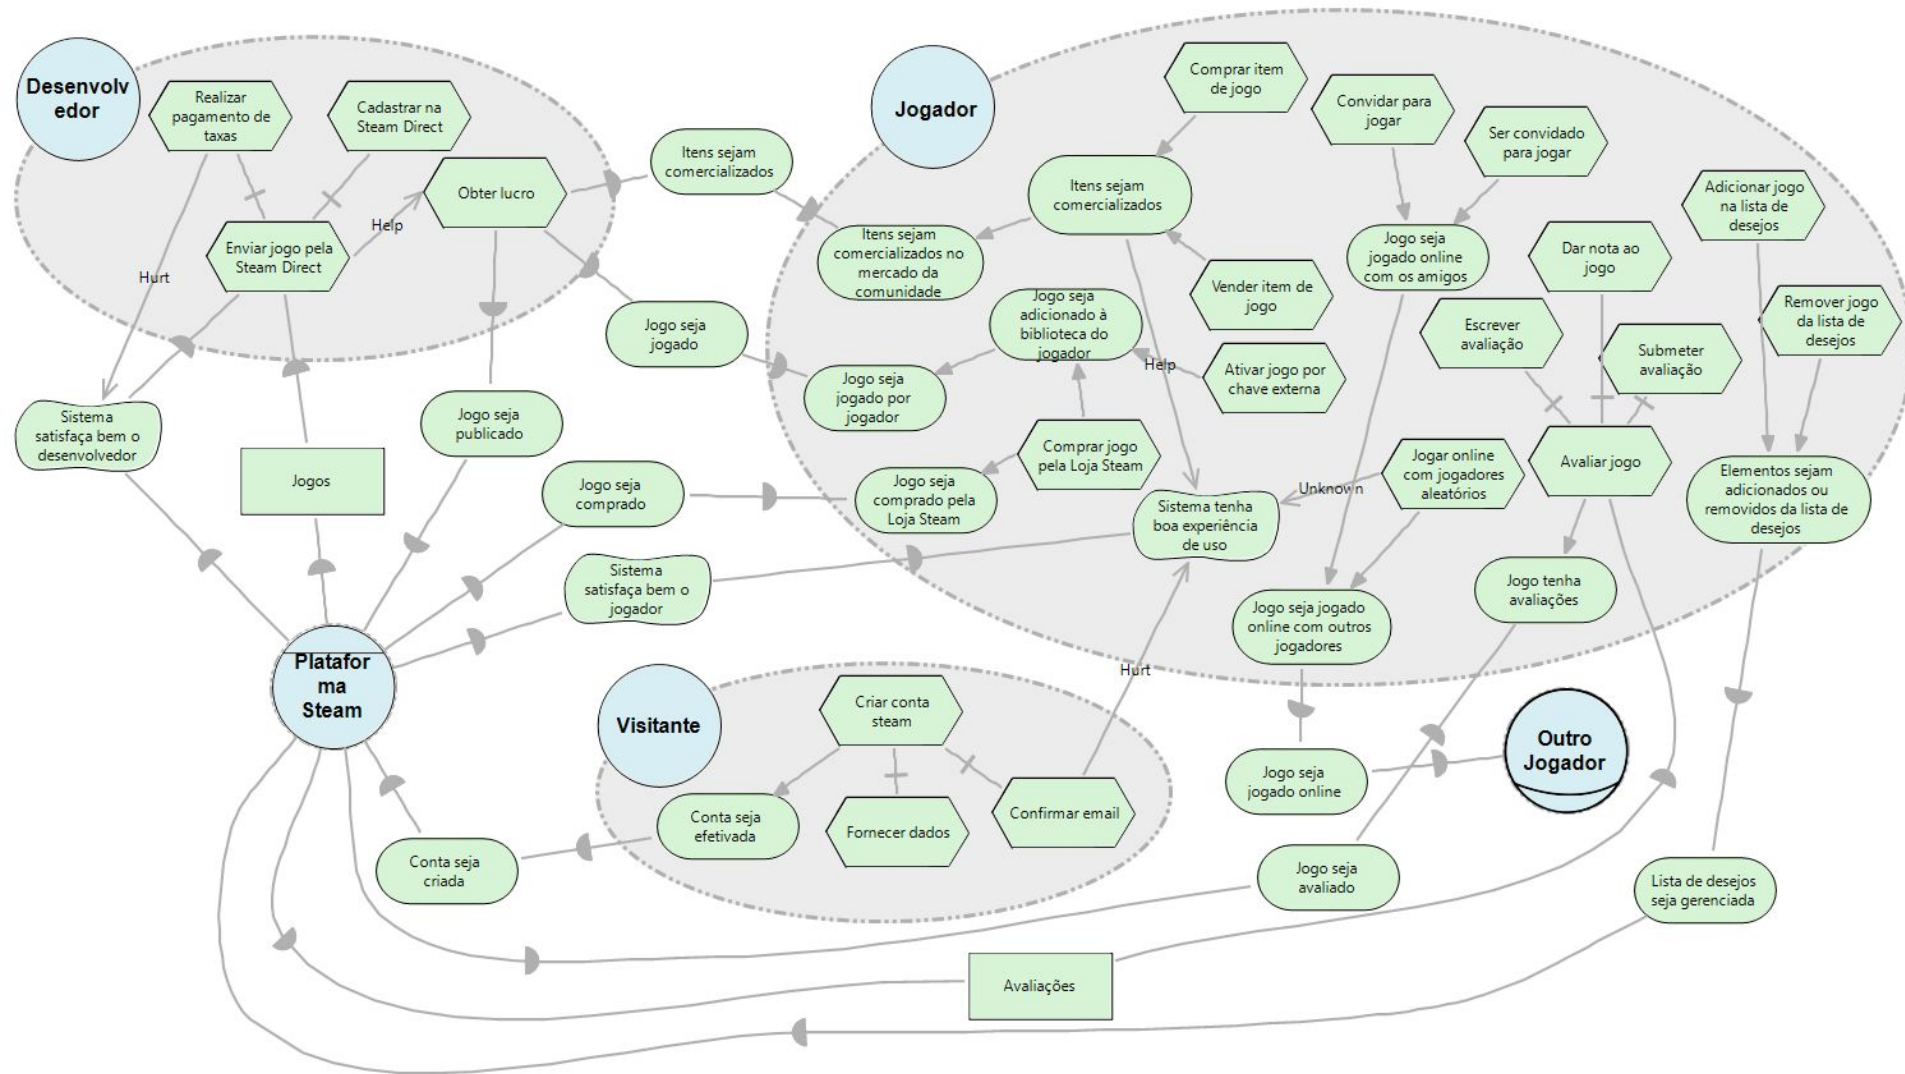 Desenvolv
edor
Realizar
pagamento de
taxas
Cadastrar na
Steam Direct
Obter lucro
Help
Enviar jogo pela
Steam Direct
Hurt
Itens sejam
comercializados
Jogo seja
jogado
Sistema
satisfaça bem o
desenvolvedor
Jogos
Jogo seja
publicado
Jogo seja
comprado
Sistema
satisfaça bem o
jogador
Platafor
ma
Steam
Jogador
Comprar item
de jogo
Convidar para
jogar
Ser convidado
para jogar
Itens sejam
comercializados
Itens sejam
comercializados no
mercado da
comunidade
Vender item de
jogo
Jogo seja
jogado online
com os amigos
Dar nota ao
jogo
Adicionar jogo
na lista de
desejos
Remover jogo
da lista de
desejos
Jogo seja
adicionado à
biblioteca do
jogador
Help
Ativar jogo por
chave externa
Escrever
avaliação
Submeter
avaliação
Jogo seja
jogado por
jogador
Comprar jogo
pela Loja Steam
Jogo seja
comprado pela
Loja Steam
Unknown
Jogar online
com jogadores
aleatórios
Avaliar jogo
Elementos sejam
adicionados ou
removidos da lista de
desejos
Sistema tenha
boa experiência
de uso
Jogo tenha
avaliações
Jogo seja jogado
online com outros
jogadores
Hurt
Visitante
Criar conta
steam
Conta seja
efetivada
Fornecer dados
Confirmar email
Conta seja
criada
Jogo seja
jogado online
Outro
Jogador
Jogo seja
avaliado
Lista de desejos
seja gerenciada
Avaliações